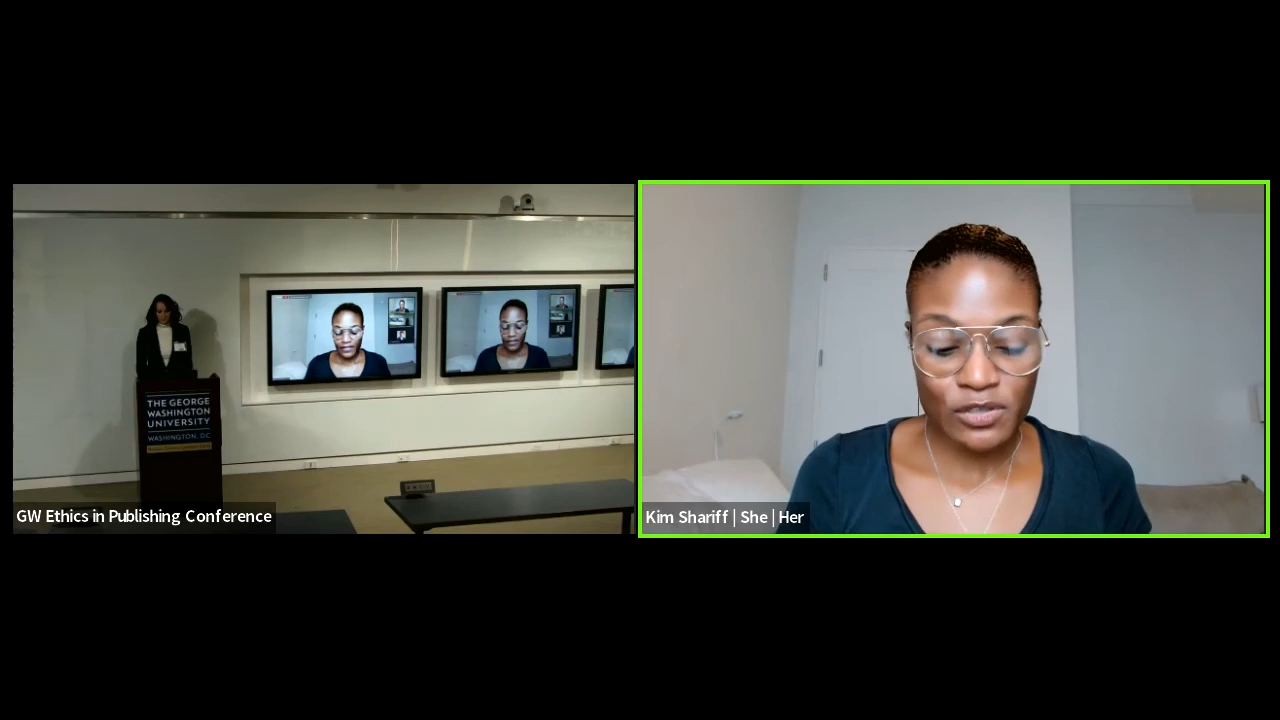 THE GEORGE
WASHINGTON
UNIVERSITY
WASHINGTON, DC
GW Ethics in Publishing Conference
Kim Shariff | She | Her